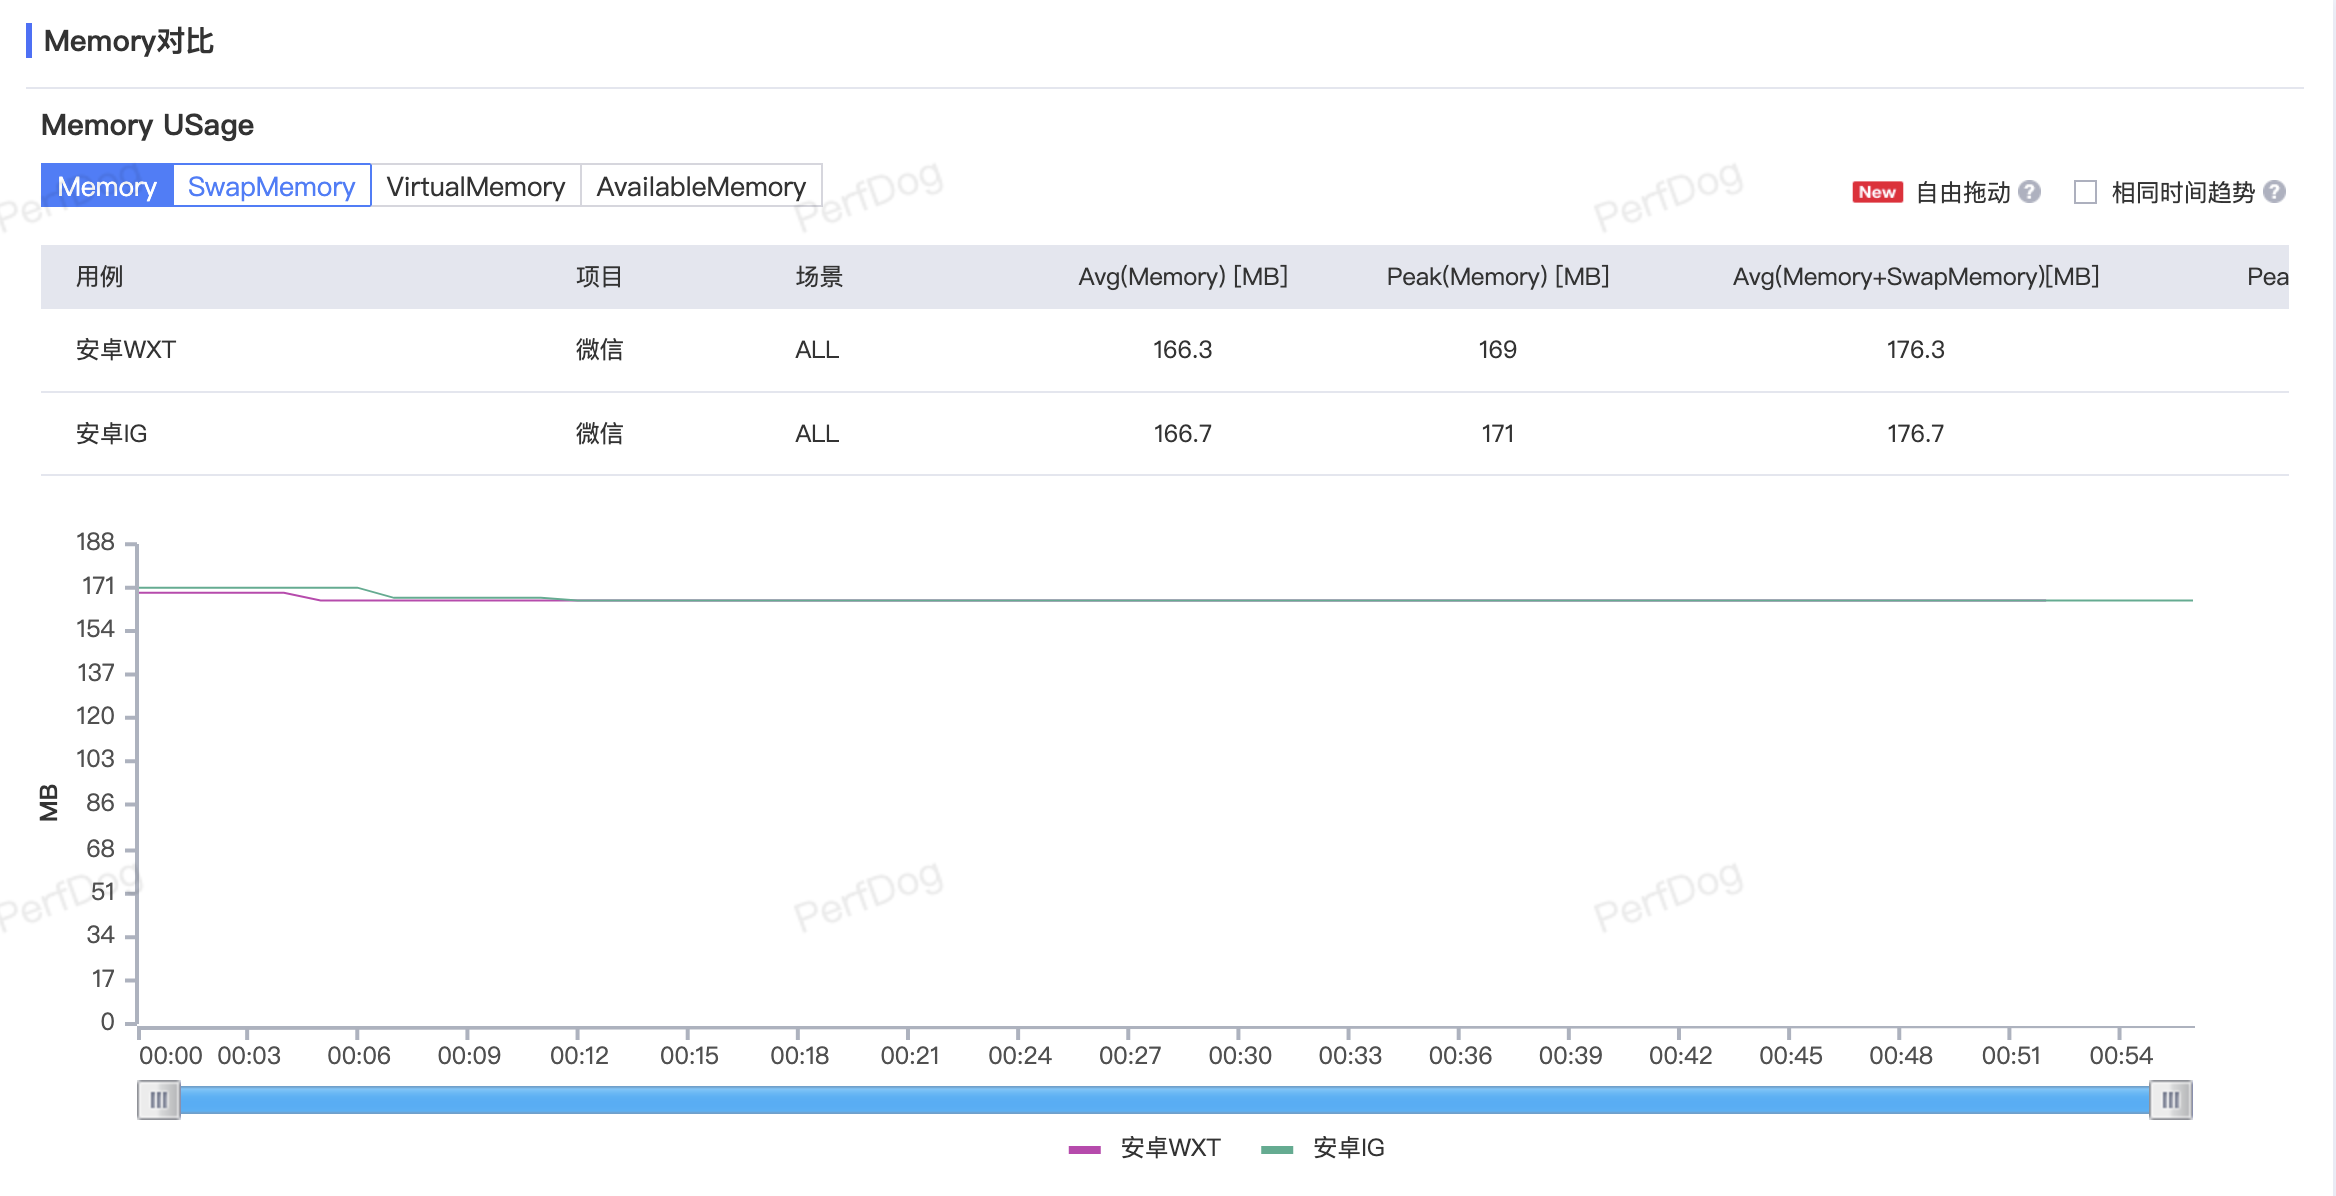 Memory对比
Memory USage
Memory SwapMemory VirtualMemory AvailableMemory
New 自由拖动 ? 相同时间趋势 ?
用例 项目 场景 Avg(Memory) [MB] Peak(Memory) [MB] Avg(Memory+SwapMemory)[MB] Pea
安卓WXT 微信 ALL 166.3 169 176.3
安卓IG 微信 ALL 166.7 171 176.7
188
171
154
137
120
103
86
68
51
34
17
0
MB
00:00 00:03 00:06 00:09 00:12 00:15 00:18 00:21 00:24 00:27 00:30 00:33 00:36 00:39 00:42 00:45 00:48 00:51 00:54
安卓WXT 安卓IG
PerfDog
PerfDog
PerfDog
PerfDog
PerfDog
PerfDog